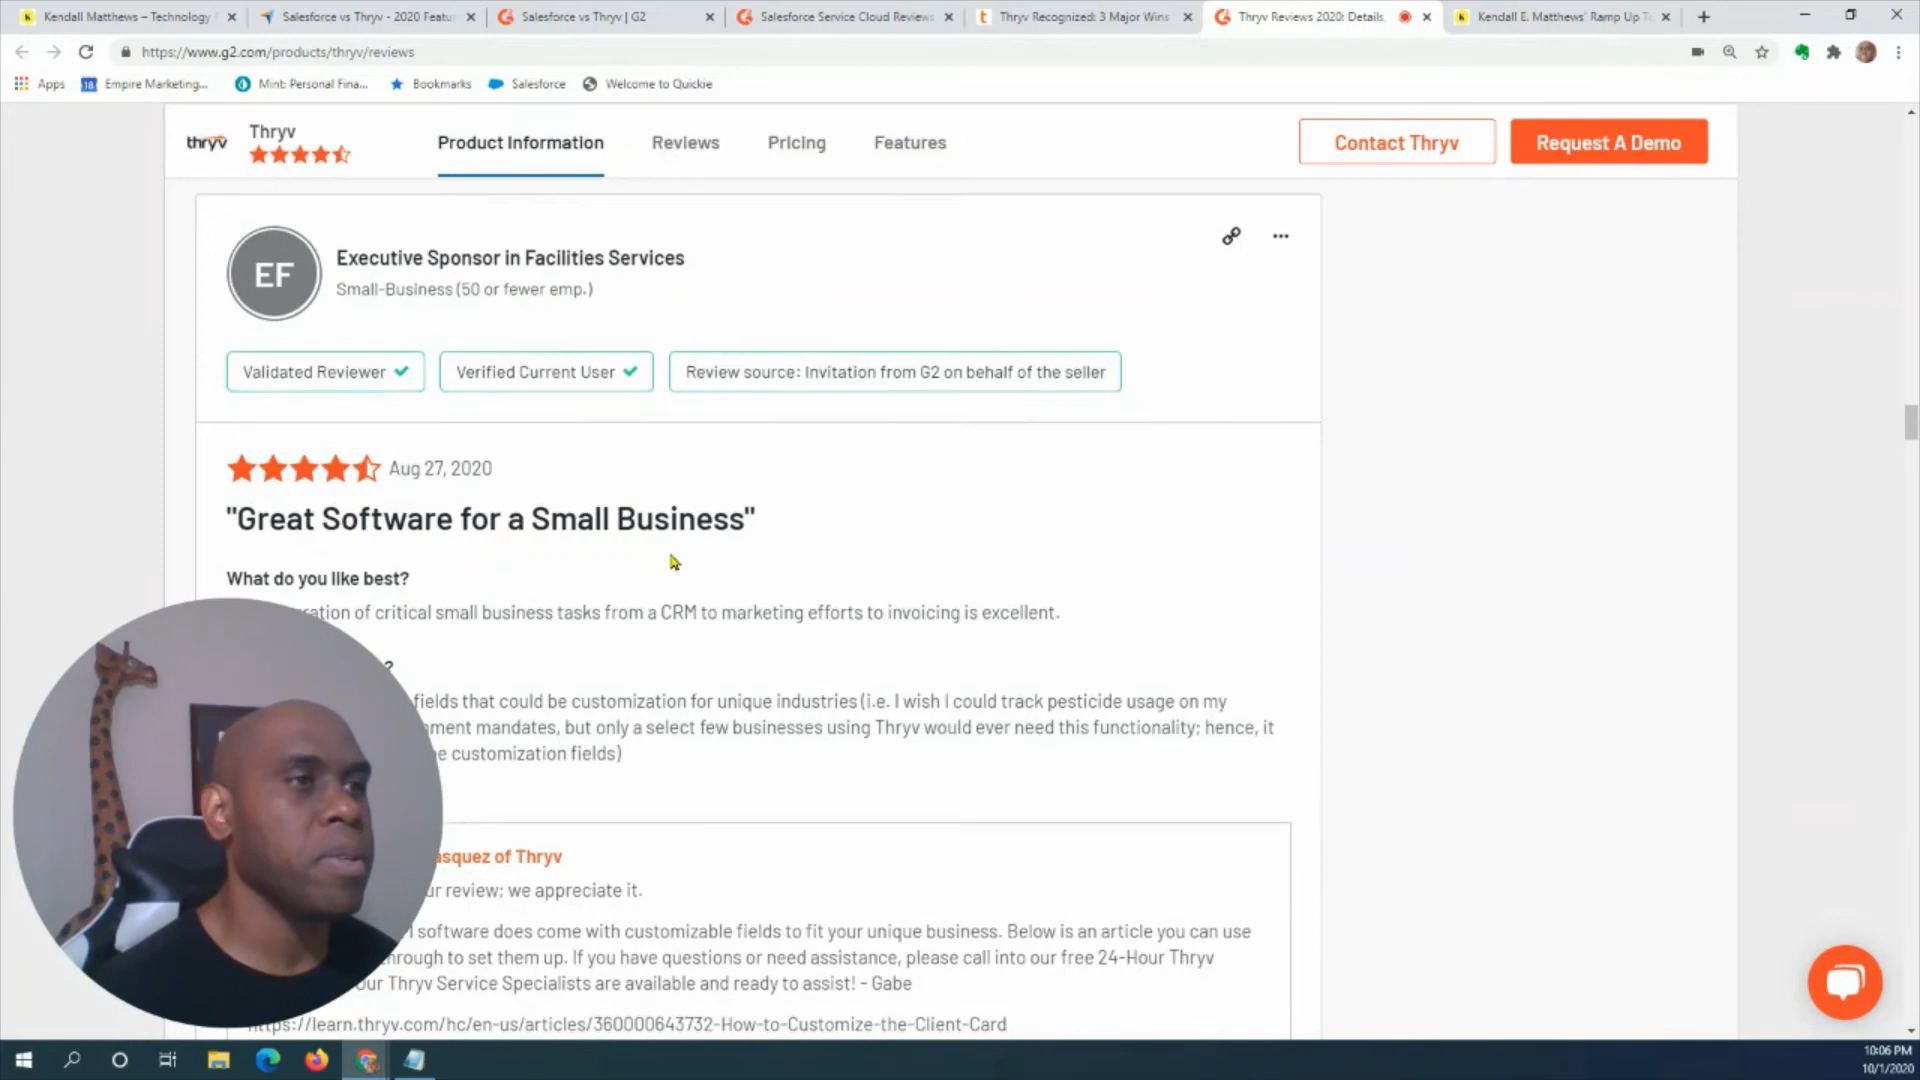 Kendall Matthews – Technology
Salesforce vs Thryv - 2020 Featu
Salesforce vs Thryv | G2
Salesforce Service Cloud Reviews
Thryv Recognized: 3 Major Wins
Thryv Reviews 2020: Details,
Kendall E. Matthews' Ramp Up T
https://www.g2.com/products/thryv/reviews
Apps
Empire Marketing...
Mint: Personal Fina...
Bookmarks
Salesforce
Welcome to Quickie
thryv
Thryv
Product Information
Reviews
Pricing
Features
Contact Thryv
Request A Demo
EF
Executive Sponsor in Facilities Services
Small-Business (50 or fewer emp.)
Validated Reviewer
Verified Current User
Review source: Invitation from G2 on behalf of the seller
Aug 27, 2020
"Great Software for a Small Business"
What do you like best?
ration of critical small business tasks from a CRM to marketing efforts to invoicing is excellent.
?
fields that could be customization for unique industries (i.e. I wish I could track pesticide usage on my
nment mandates, but only a select few businesses using Thryv would ever need this functionality; hence, it
e customization fields)
asquez of Thryv
ur review; we appreciate it.
software does come with customizable fields to fit your unique business. Below is an article you can use
hrough to set them up. If you have questions or need assistance, please call into our free 24-Hour Thryv
Our Thryv Service Specialists are available and ready to assist! - Gabe
https://learn.thryv.com/hc/en-us/articles/360000643732-How-to-Customize-the-Client-Card
10:06 PM
10/1/2020